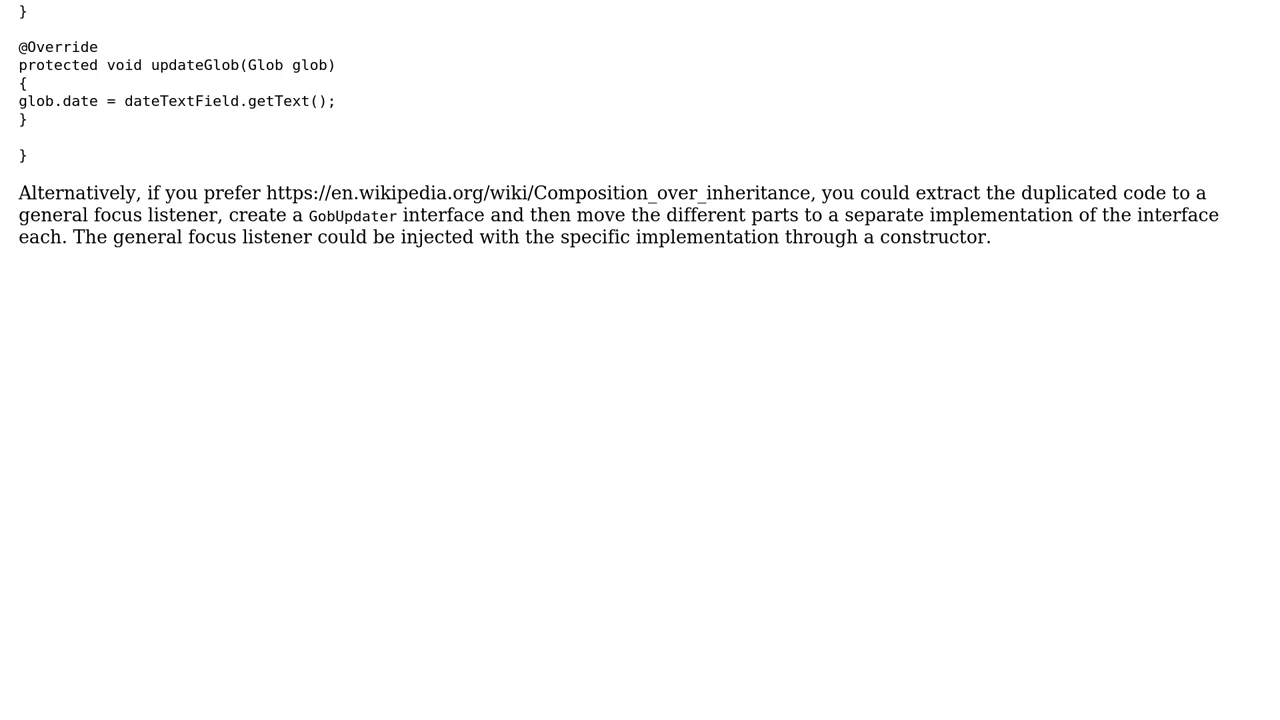 }
@Override
protected void updateGlob(Glob glob)
{
glob.date = dateTextField.getText();
}
}
Alternatively, if you prefer https://en.wikipedia.org/wiki/Composition_over_inheritance, you could extract the duplicated code to a
general focus listener, create a GobUpdater interface and then move the different parts to a separate implementation of the interface
each. The general focus listener could be injected with the specific implementation through a constructor.